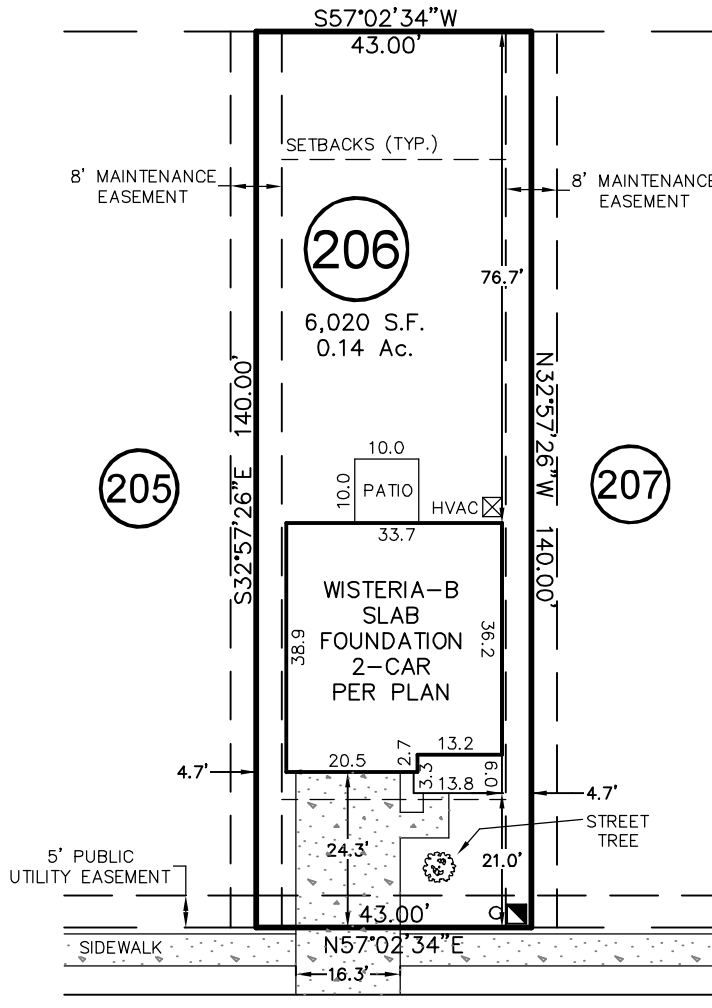 S57°02'34"W
43.00'
SETBACKS (TYP.)
8' MAINTENANCE
EASEMENT
8' MAINTENANCE
EASEMENT
206
76.7'
6,020 S.F.
0.14 Ac.
S32°57'26"E 140.00'
N32°57'26"W 140.00'
205
207
10.0
10.0
PATIO
HVAC
33.7
WISTERIA-B
SLAB
FOUNDATION
2-CAR
PER PLAN
38.9
36.2
20.5
2.7
13.2
3.3
13.8
6.0
4.7'
4.7'
STREET
TREE
24.3'
21.0'
5' PUBLIC
UTILITY EASEMENT
43.00'
G
SIDEWALK
N57°02'34"E
16.3'